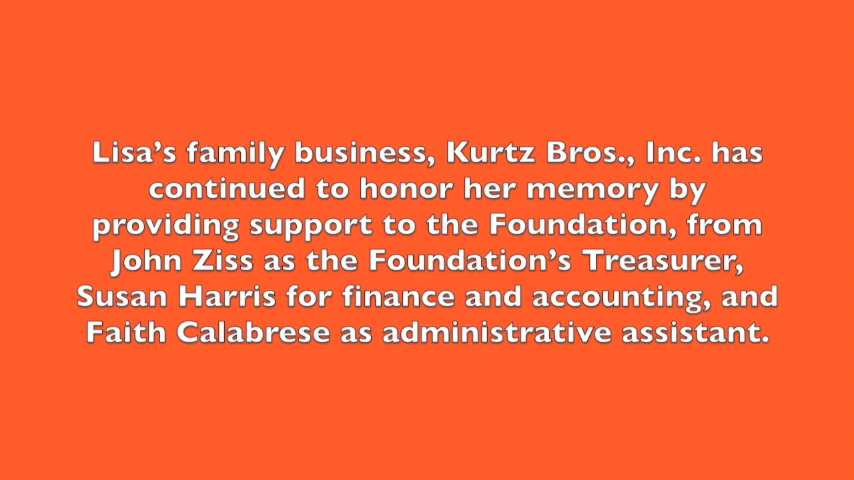 Lisa’s family business, Kurtz Bros., Inc. has
continued to honor her memory by
providing support to the Foundation, from
John Ziss as the Foundation’s Treasurer,
Susan Harris for finance and accounting, and
Faith Calabrese as administrative assistant.